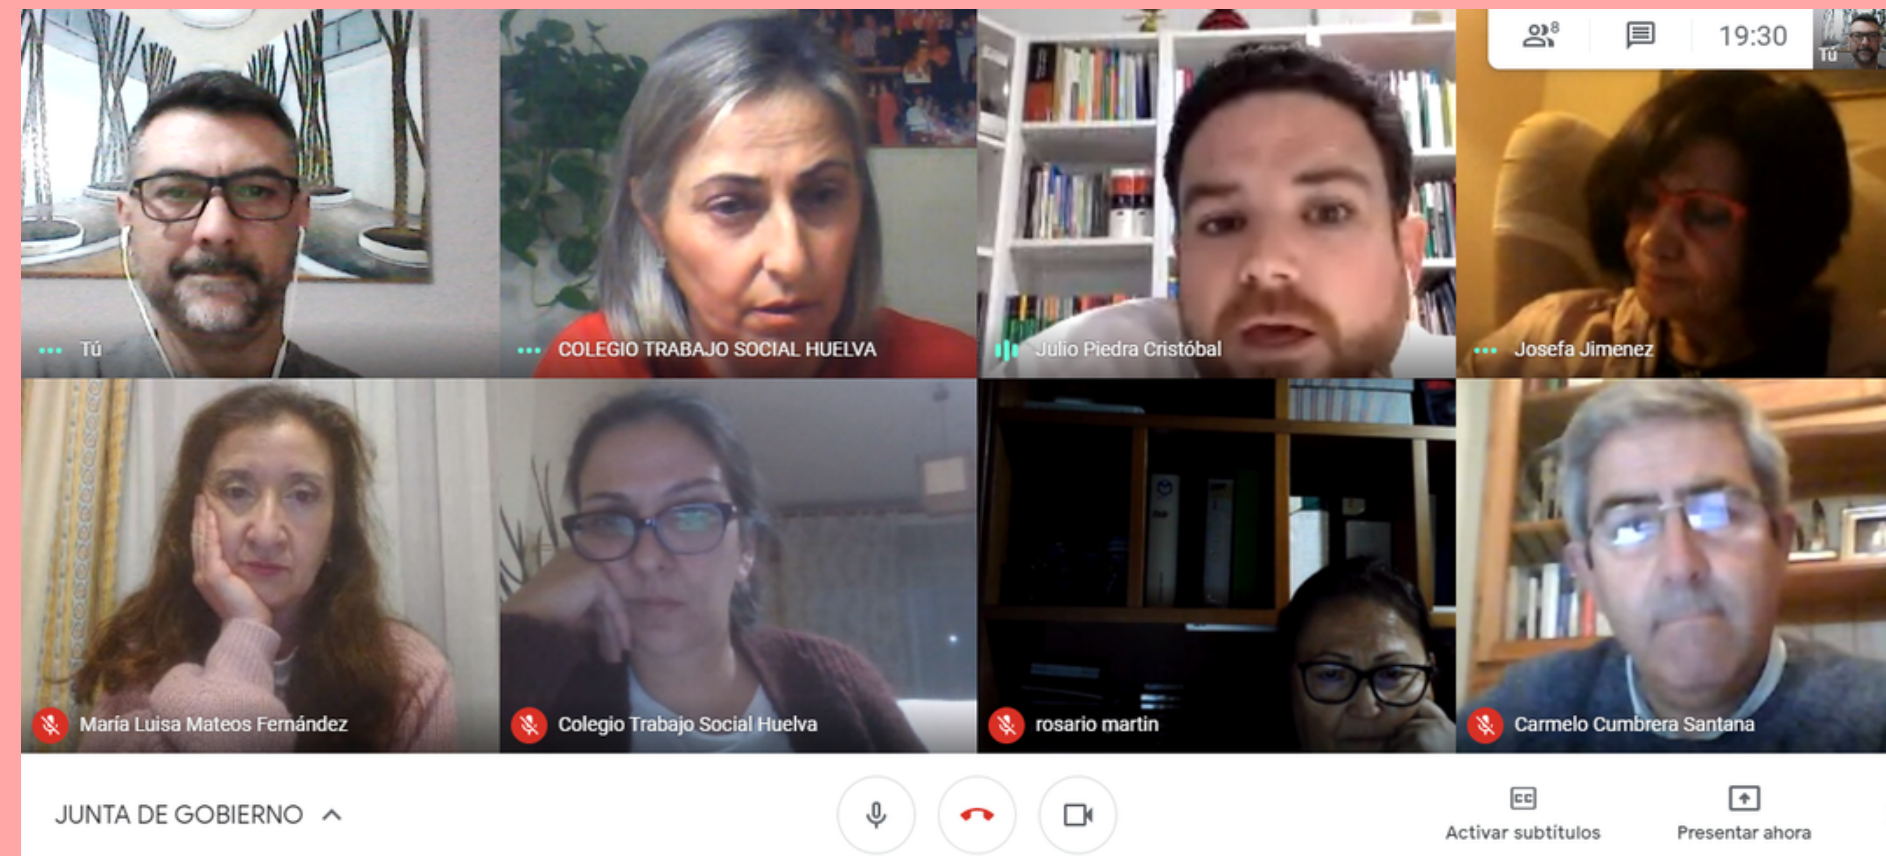 8
19:30
Tú
Tú
COLEGIO TRABAJO SOCIAL HUELVA
Julio Piedra Cristóbal
Josefa Jimenez
María Luisa Mateos Fernández
Colegio Trabajo Social Huelva
rosario martin
Carmelo Cumbrera Santana
JUNTA DE GOBIERNO
CC
Activar subtítulos
Presentar ahora